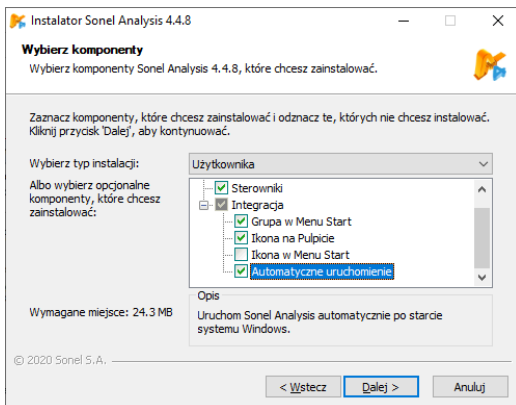 Instalator Sonel Analysis 4.4.8
Wybierz komponenty
Wybierz komponenty Sonel Analysis 4.4.8, które chcesz zainstalować.
Zaznacz komponenty, które chcesz zainstalować i odznacz te, których nie chcesz instalować.
Kliknij przycisk 'Dalej', aby kontynuować.
Wybierz typ instalacji:
Użytkownika
Albo wybierz opcjonalne
komponenty, które chcesz
zainstalować:
Sterowniki
Integracja
Grupa w Menu Start
Ikona na Pulpicie
Ikona w Menu Start
Automatyczne uruchomienie
Wymagane miejsce: 24.3 MB
Opis
Uruchom Sonel Analysis automatycznie po starcie
systemu Windows.
© 2020 Sonel S.A.
< Wstecz
Dalej >
Anuluj